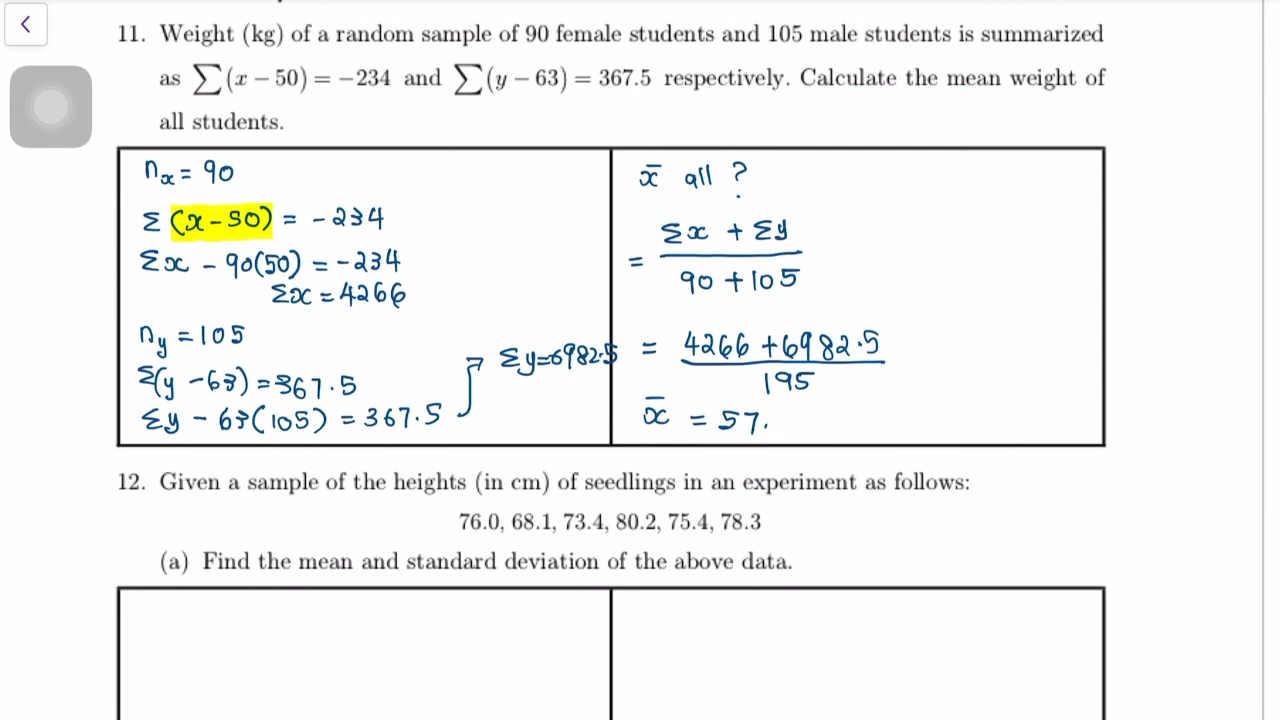 11. Weight (kg) of a random sample of 90 female students and 105 male students is summarized
as ∑(x − 50) = −234 and ∑(y − 63) = 367.5 respectively. Calculate the mean weight of
all students.
nx = 90
Σ (x - 50) = - 234
Σx - 90(50) = -234
Σx = 4266
ny = 105
Σ(y - 63) = 367.5
Σy - 63(105) = 367.5
Σy = 6982.5
x̄ all ?
= Σx + Σy
90 + 105
= 4266 + 6982.5
195
x̄ = 57.
12. Given a sample of the heights (in cm) of seedlings in an experiment as follows:
76.0, 68.1, 73.4, 80.2, 75.4, 78.3
(a) Find the mean and standard deviation of the above data.